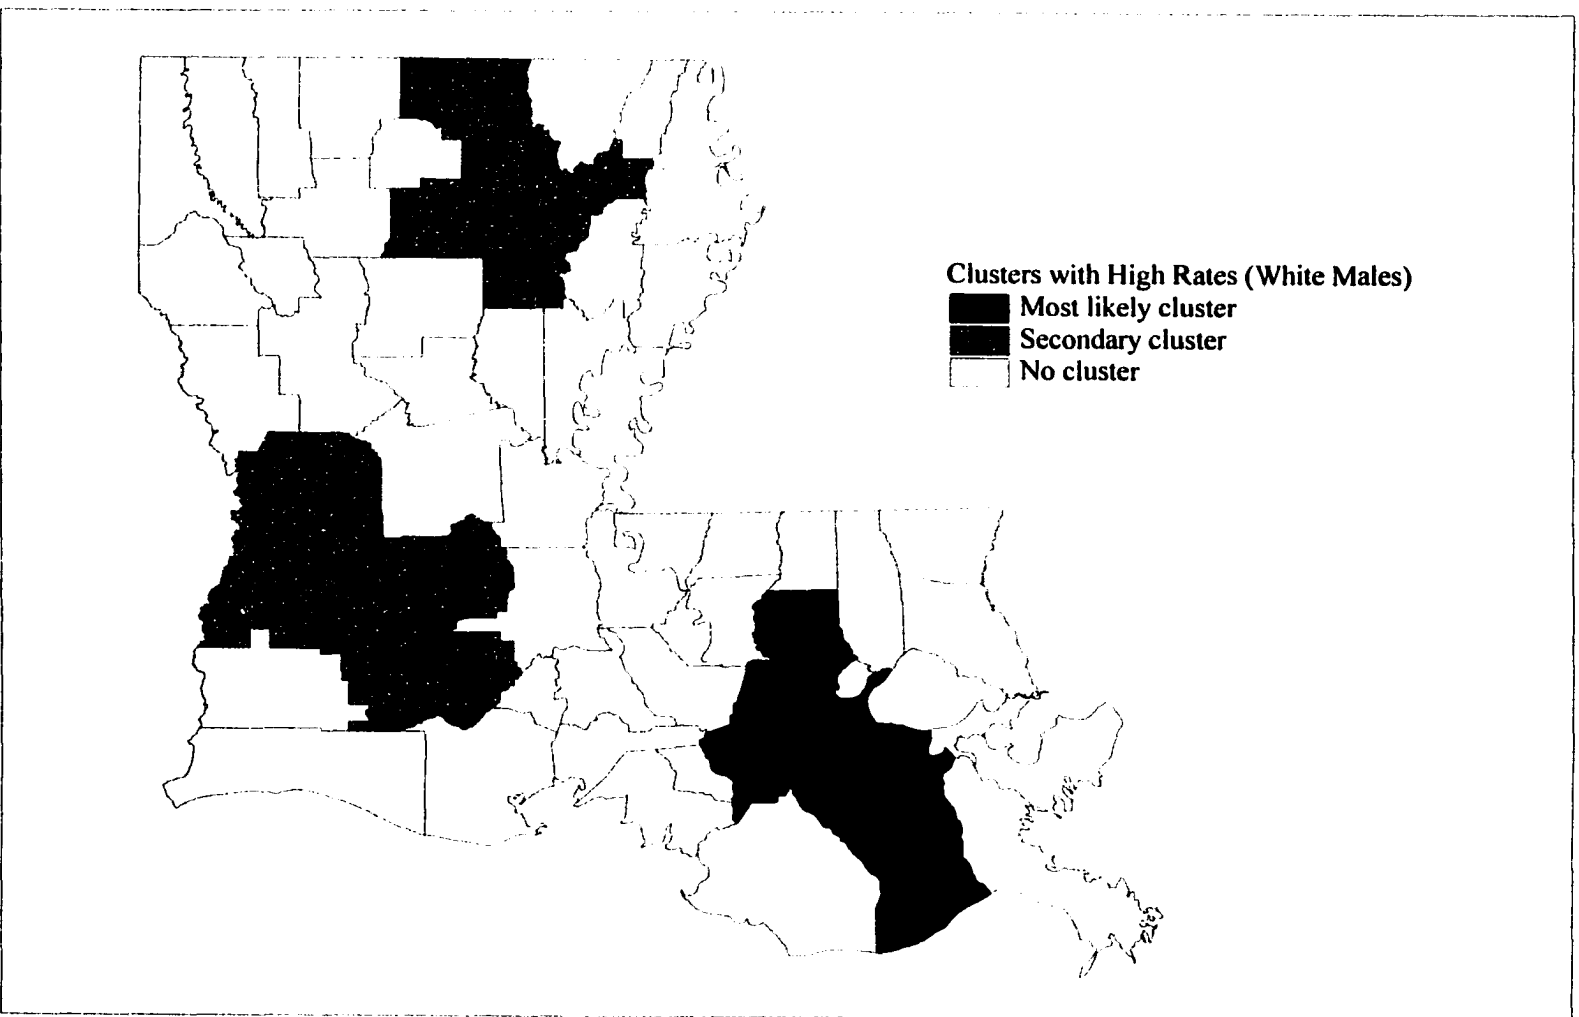 Clusters with High Rates (White Males)
Most likely cluster
Secondary cluster
No cluster